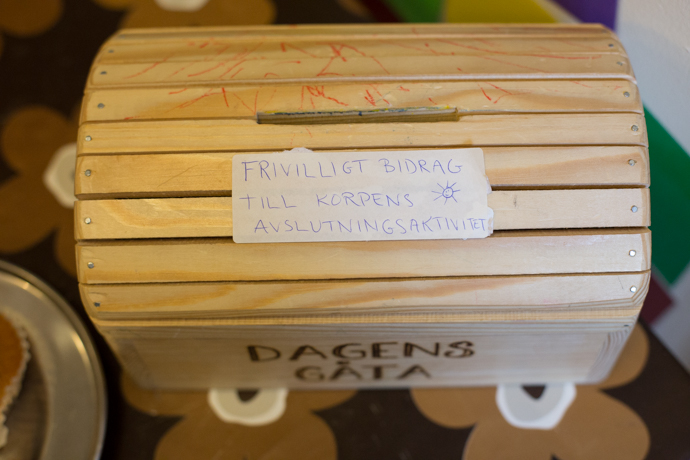 FRIVILLIGT BIDRAG
TILL KORPENS
AVSLUTNINGSAKTIVITET
DAGENS
GÅTA